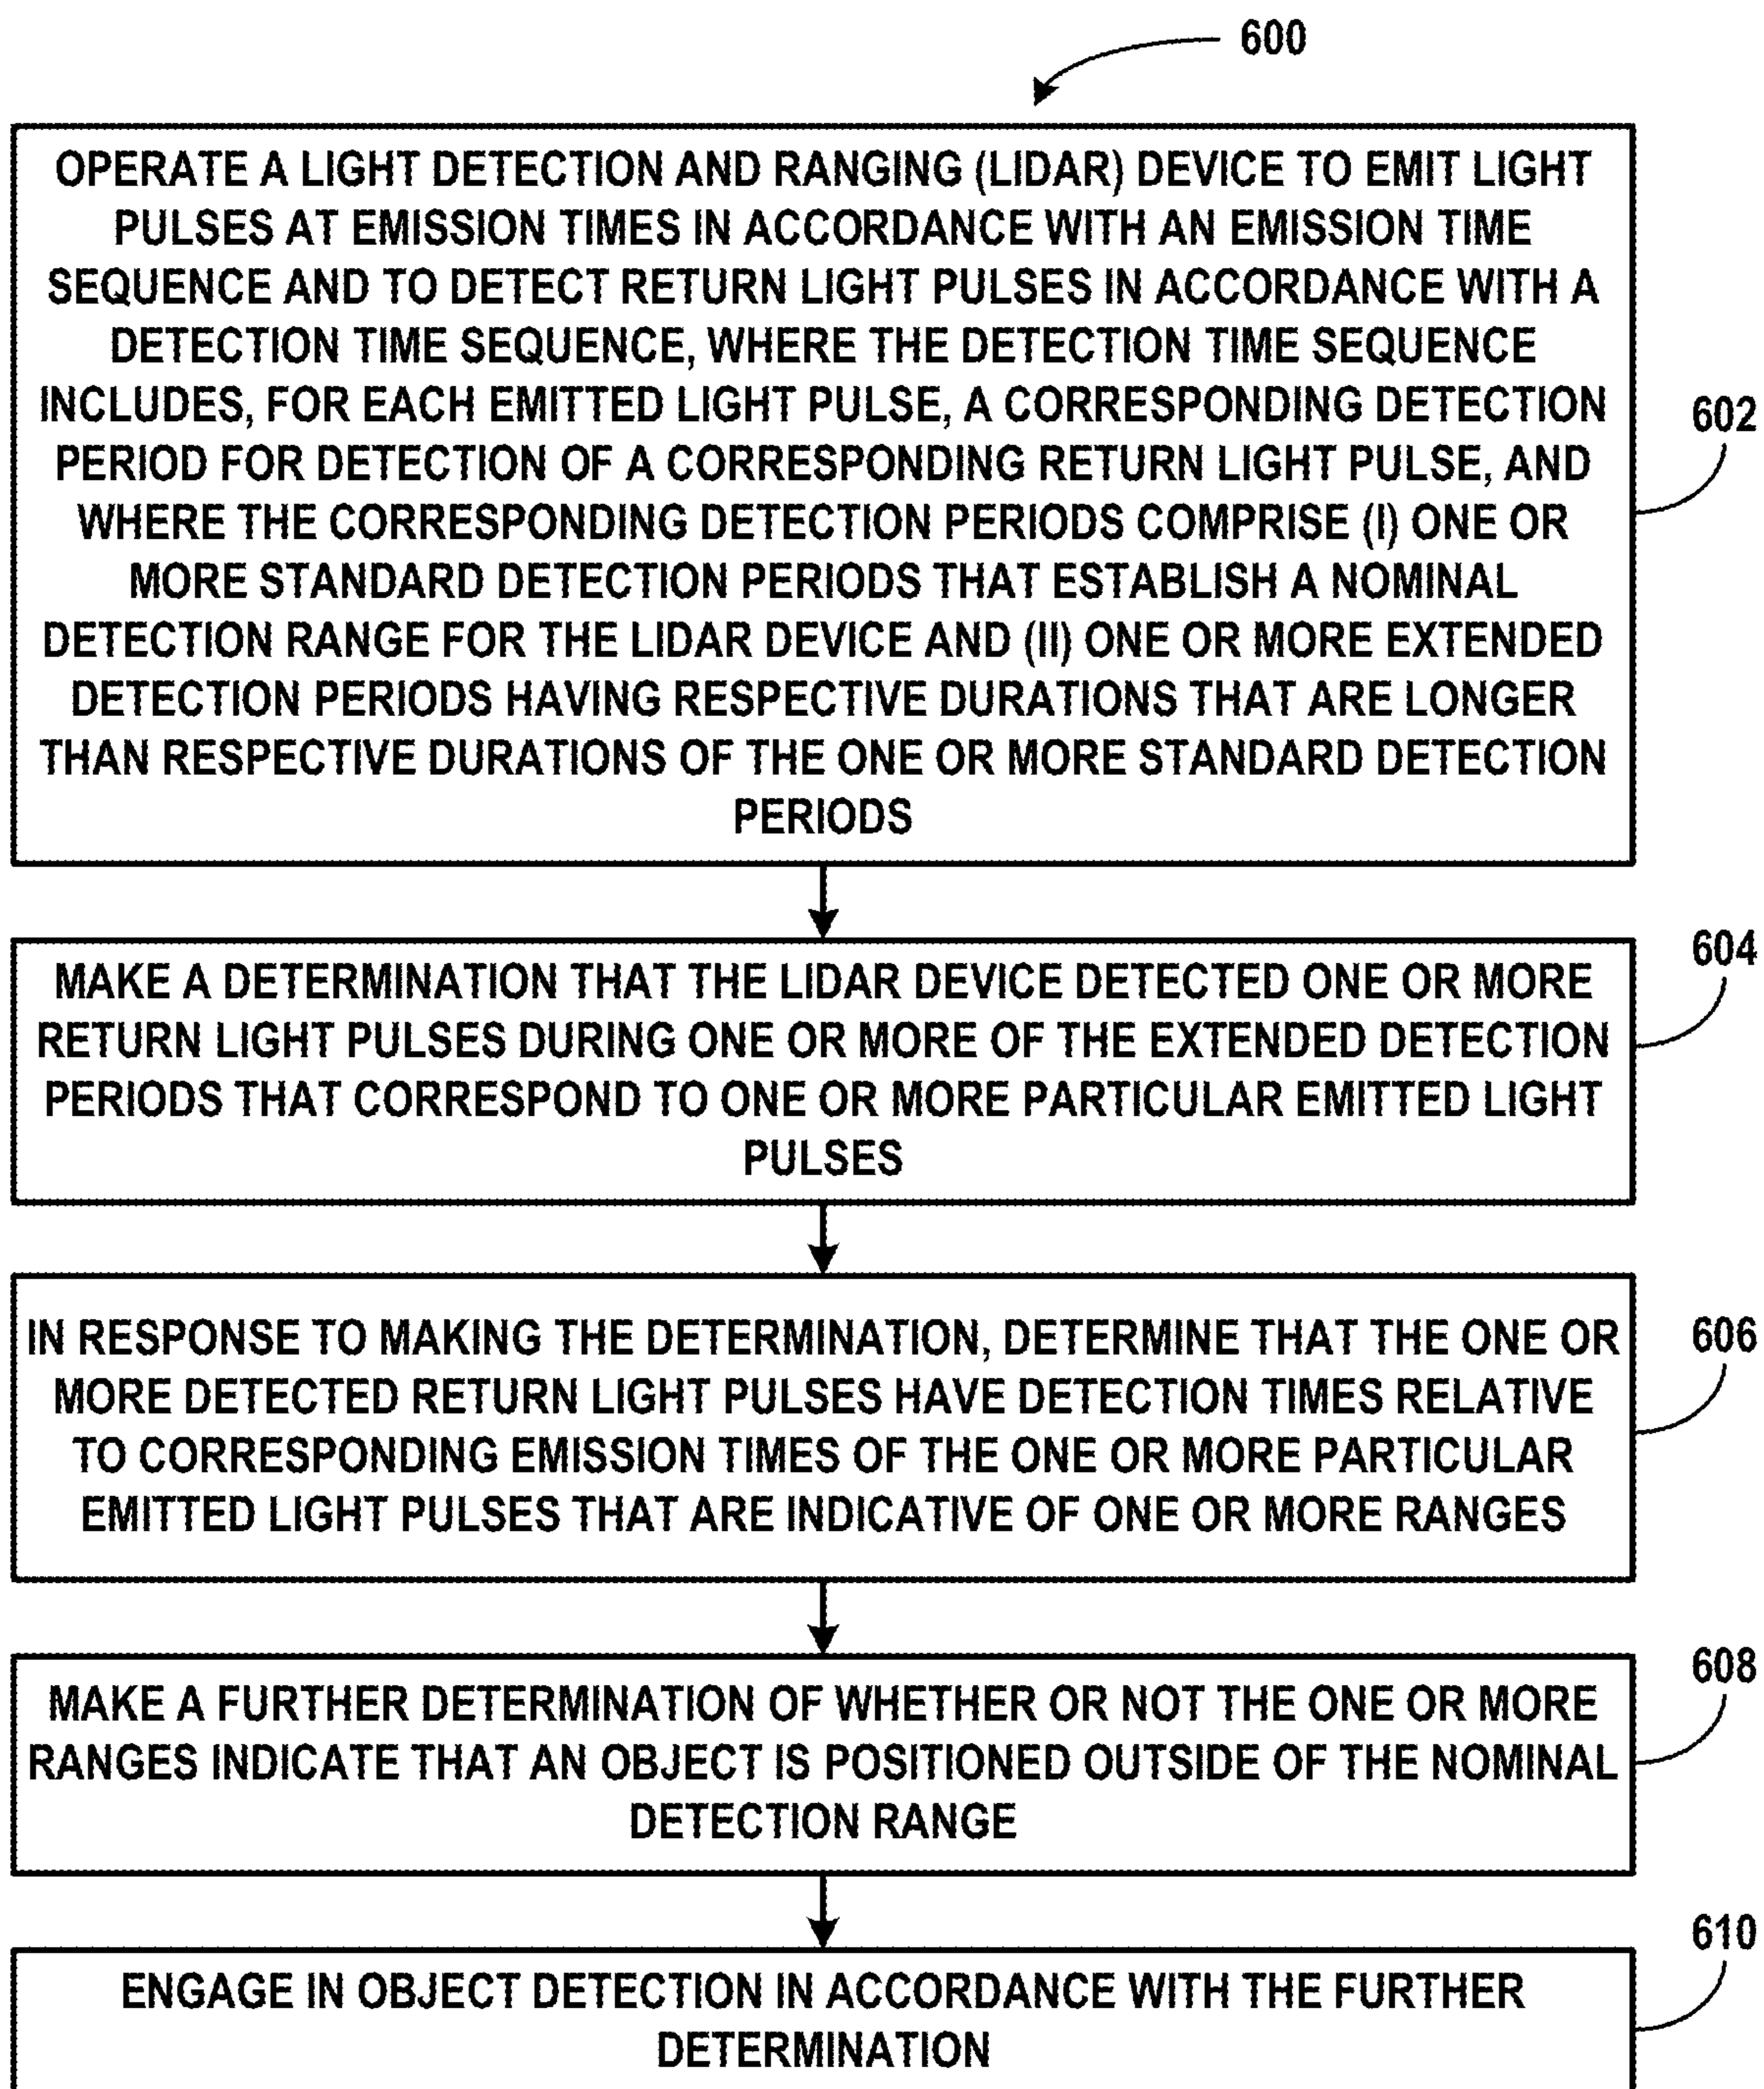 600
OPERATE A LIGHT DETECTION AND RANGING (LIDAR) DEVICE TO EMIT LIGHT
PULSES AT EMISSION TIMES IN ACCORDANCE WITH AN EMISSION TIME
SEQUENCE AND TO DETECT RETURN LIGHT PULSES IN ACCORDANCE WITH A
DETECTION TIME SEQUENCE, WHERE THE DETECTION TIME SEQUENCE
INCLUDES, FOR EACH EMITTED LIGHT PULSE, A CORRESPONDING DETECTION
PERIOD FOR DETECTION OF A CORRESPONDING RETURN LIGHT PULSE, AND
WHERE THE CORRESPONDING DETECTION PERIODS COMPRISE (I) ONE OR
MORE STANDARD DETECTION PERIODS THAT ESTABLISH A NOMINAL
DETECTION RANGE FOR THE LIDAR DEVICE AND (II) ONE OR MORE EXTENDED
DETECTION PERIODS HAVING RESPECTIVE DURATIONS THAT ARE LONGER
THAN RESPECTIVE DURATIONS OF THE ONE OR MORE STANDARD DETECTION
PERIODS
602
MAKE A DETERMINATION THAT THE LIDAR DEVICE DETECTED ONE OR MORE
RETURN LIGHT PULSES DURING ONE OR MORE OF THE EXTENDED DETECTION
PERIODS THAT CORRESPOND TO ONE OR MORE PARTICULAR EMITTED LIGHT
PULSES
604
IN RESPONSE TO MAKING THE DETERMINATION, DETERMINE THAT THE ONE OR
MORE DETECTED RETURN LIGHT PULSES HAVE DETECTION TIMES RELATIVE
TO CORRESPONDING EMISSION TIMES OF THE ONE OR MORE PARTICULAR
EMITTED LIGHT PULSES THAT ARE INDICATIVE OF ONE OR MORE RANGES
606
MAKE A FURTHER DETERMINATION OF WHETHER OR NOT THE ONE OR MORE
RANGES INDICATE THAT AN OBJECT IS POSITIONED OUTSIDE OF THE NOMINAL
DETECTION RANGE
608
ENGAGE IN OBJECT DETECTION IN ACCORDANCE WITH THE FURTHER
DETERMINATION
610